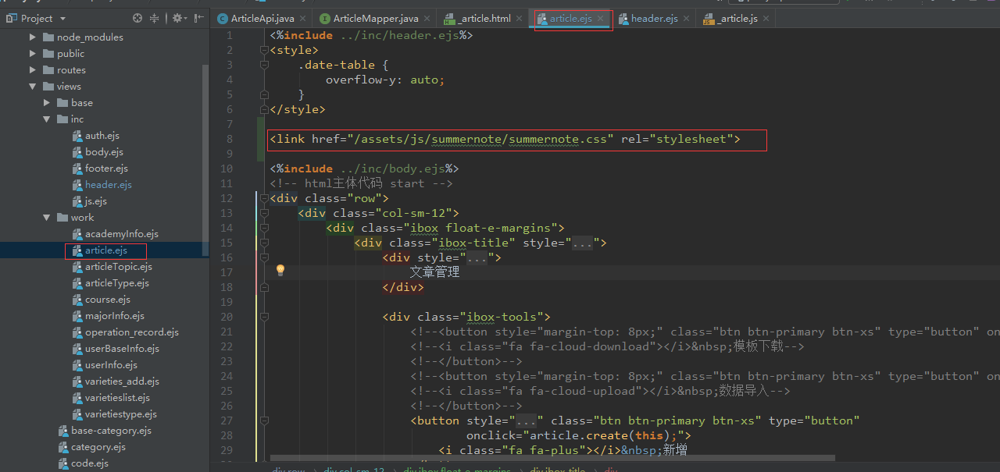 Project
ArticleApi.java
ArticleMapper.java
_article.html
article.ejs
header.ejs
_article.js
node_modules
public
routes
views
base
inc
auth.ejs
body.ejs
footer.ejs
header.ejs
js.ejs
work
academyInfo.ejs
article.ejs
articleTopic.ejs
articleType.ejs
course.ejs
majorInfo.ejs
operation_record.ejs
userBaseInfo.ejs
userInfo.ejs
varieties_add.ejs
varietieslist.ejs
varietiestype.ejs
base-category.ejs
category.ejs
code.ejs
1 <%include ../inc/header.ejs%>
2 <style>
3 .date-table {
4 overflow-y: auto;
5 }
6 </style>
7
8 <link href="/assets/js/summernote/summernote.css" rel="stylesheet">
9
10 <%include ../inc/body.ejs%>
11 <!-- html主体代码 start -->
12 <div class="row">
13 <div class="col-sm-12">
14 <div class="ibox float-e-margins">
15 <div class="ibox-title" style="...">
16 <div style="...">
17 文章管理
18 </div>
19
20 <div class="ibox-tools">
21 <!--<button style="margin-top: 8px;" class="btn btn-primary btn-xs" type="button" on
22 <!--<i class="fa fa-cloud-download"></i>&nbsp;模板下载-->
23 <!--</button>-->
24 <!--<button style="margin-top: 8px;" class="btn btn-primary btn-xs" type="button" on
25 <!--<i class="fa fa-cloud-upload"></i>&nbsp;数据导入-->
26 <!--</button>-->
27 <button style="..." class="btn btn-primary btn-xs" type="button"
28 onclick="article.create(this);">
29 <i class="fa fa-plus"></i>&nbsp;新增
div.row
div.col-sm-12
div.ibox.float-e-margins
div.ibox-title
div